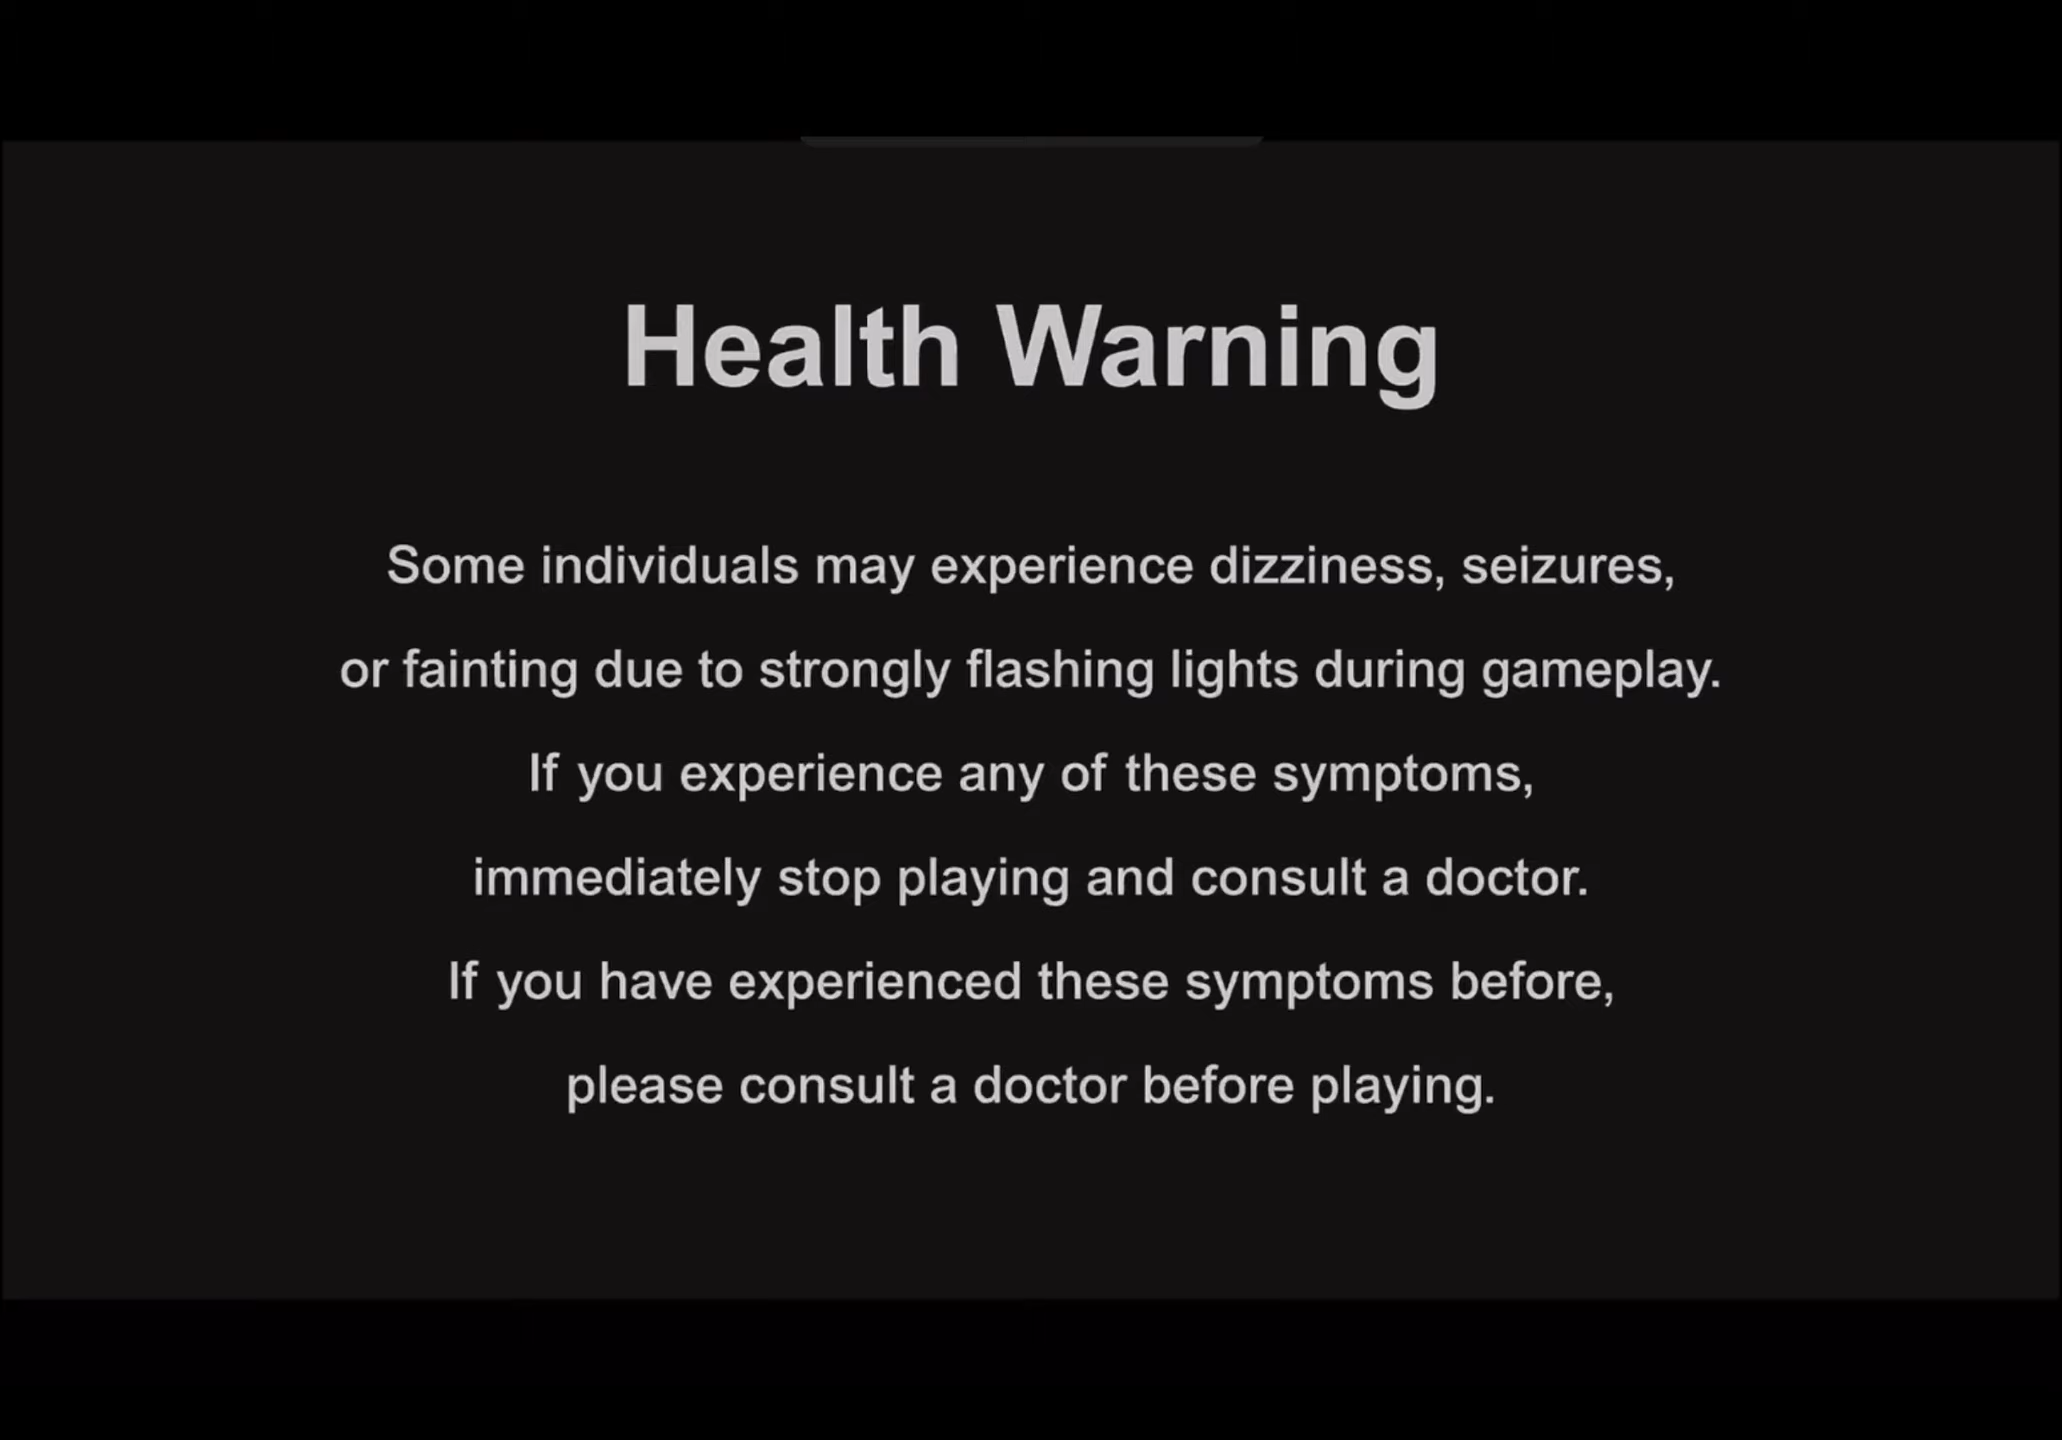 Health Warning
Some individuals may experience dizziness, seizures,
or fainting due to strongly flashing lights during gameplay.
If you experience any of these symptoms,
immediately stop playing and consult a doctor.
If you have experienced these symptoms before,
please consult a doctor before playing.